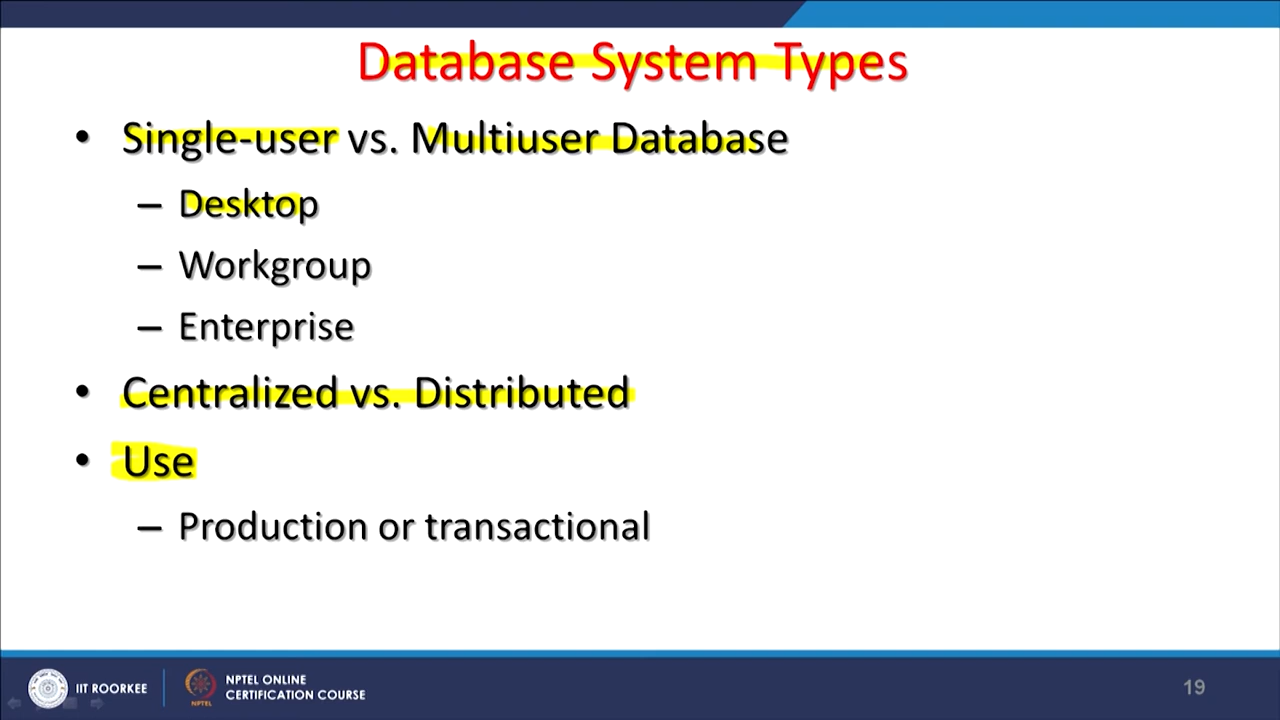 Database System Types
• Single-user vs. Multiuser Database
– Desktop
– Workgroup
– Enterprise
• Centralized vs. Distributed
• Use
– Production or transactional
IIT ROORKEE
NPTEL
NPTEL ONLINE
CERTIFICATION COURSE
19